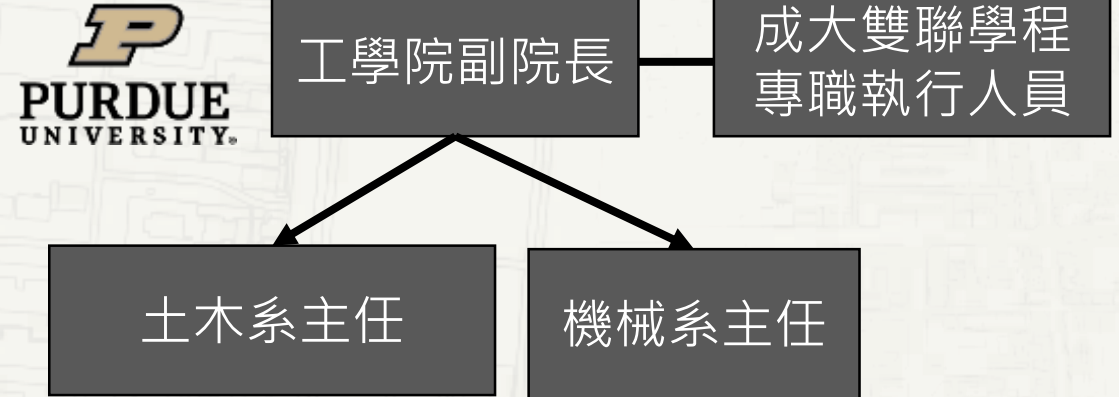 PURDUE
UNIVERSITY®
工學院副院長
成大雙聯學程
專職執行人員
土木系主任
機械系主任